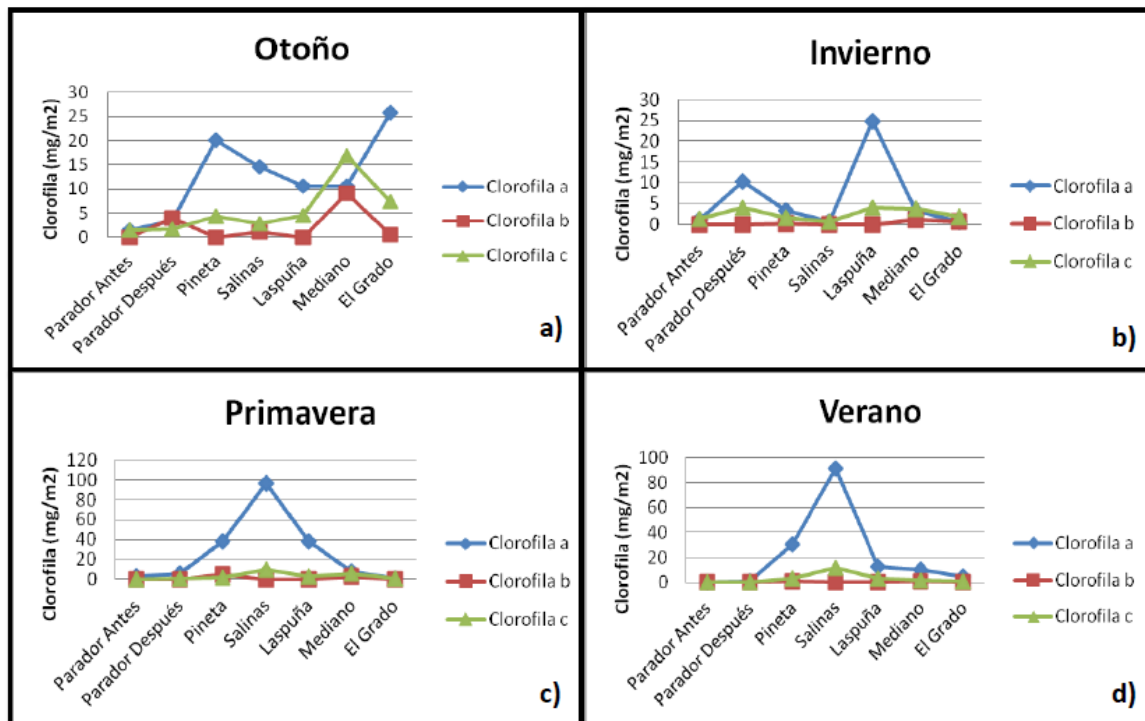 Otoño
Clorofila (mg/m2)
30
25
20
15
10
5
0
Parador Antes
Parador Después
Pineta
Salinas
Laspuña
Mediano
El Grado
Clorofila a
Clorofila b
Clorofila c
a)
Invierno
Clorofila (mg/m2)
30
25
20
15
10
5
0
Parador Antes
Parador Después
Pineta
Salinas
Laspuña
Mediano
El Grado
Clorofila a
Clorofila b
Clorofila c
b)
Primavera
Clorofila (mg/m2)
120
100
80
60
40
20
0
Parador Antes
Parador Después
Pineta
Salinas
Laspuña
Mediano
El Grado
Clorofila a
Clorofila b
Clorofila c
c)
Verano
Clorofila (mg/m2)
100
80
60
40
20
0
Parador Antes
Parador Después
Pineta
Salinas
Laspuña
Mediano
El Grado
Clorofila a
Clorofila b
Clorofila c
d)